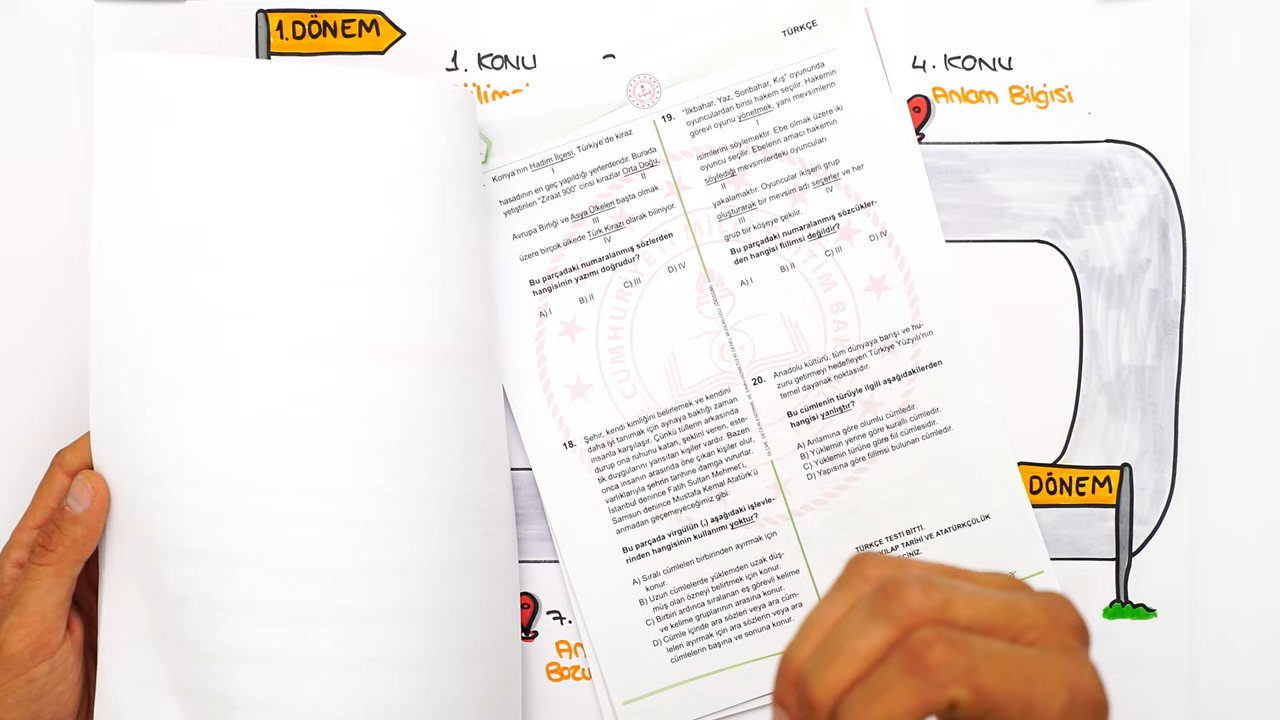 1.DÖNEM
1. KONU
4. KONU
Anlam Bilgisi
DÖNEM
7.
TÜRKÇE
Konya'nın Hadim İlçesi, Türkiye'de kiraz
I
hasadının en geç yapıldığı yerlerdendir. Burada
yetiştirilen "Ziraat 900" cinsi kirazlar Orta Doğu,
II
Avrupa Birliği ve Asya Ülkeleri başta olmak
III
üzere birçok ülkede Türk Kirazı olarak biliniyor.
IV
Bu parçadaki numaralanmış sözlerden
hangisinin yazımı doğrudur?
A) I B) II C) III D) IV
18. Şehir, kendi kimliğini belirlemek ve kendini
daha iyi tanımak için aynaya baktığı zaman
insanla karşılaşır. Çünkü tüllerin arkasında
durup ona ruhunu katan, şeklini veren, este-
tik duygularını yansıtan kişiler vardır. Bazen
onca insanın arasında öne çıkan kişiler olur,
varlıklarıyla şehrin tarihine damga vururlar.
İstanbul denince Fatih Sultan Mehmet'i,
Samsun denince Mustafa Kemal Atatürk'ü
anmadan geçemeyeceğimiz gibi.
Bu parçada virgülün (,) aşağıdaki işlevle-
rinden hangisinin kullanımı yoktur?
A) Sıralı cümleleri birbirinden ayırmak için
konur.
B) Uzun cümlelerde yüklemden uzak düş-
müş olan özneyi belirtmek için konur.
C) Birbiri ardınca sıralanan eş görevli kelime
ve kelime gruplarının arasına konur.
D) Cümle içinde ara sözleri veya ara cüm-
leleri ayırmak için ara sözlerin veya ara
cümlelerin başına ve sonuna konur.
19. "İlkbahar, Yaz, Sonbahar, Kış" oyununda
oyunculardan birisi hakem seçilir. Hakemin
görevi oyunu yönetmek, yani mevsimlerin
I
isimlerini söylemektir. Ebe olmak üzere iki
oyuncu seçilir. Ebelerin amacı hakemin
söylediği mevsimlerdeki oyuncuları
II
yakalamaktır. Oyuncular ikişerli grup
oluşturarak bir mevsim adı seçerler ve her
III IV
grup bir köşeye çekilir.
Bu parçadaki numaralanmış sözcükler-
den hangisi fiilimsi değildir?
A) I B) II C) III D) IV
20. Anadolu kültürü, tüm dünyaya barışı ve hu-
zuru getirmeyi hedefleyen Türkiye Yüzyılı'nın
temel dayanak noktasıdır.
Bu cümlenin türüyle ilgili aşağıdakilerden
hangisi yanlıştır?
A) Anlamına göre olumlu cümledir.
B) Yüklemin yerine göre kurallı cümledir.
C) Yüklemin türüne göre fiil cümlesidir.
D) Yapısına göre fiilimsi bulunan cümledir.
TÜRKÇE TESTİ BİTTİ.
TARİHİ VE ATATÜRKÇÜLÜK